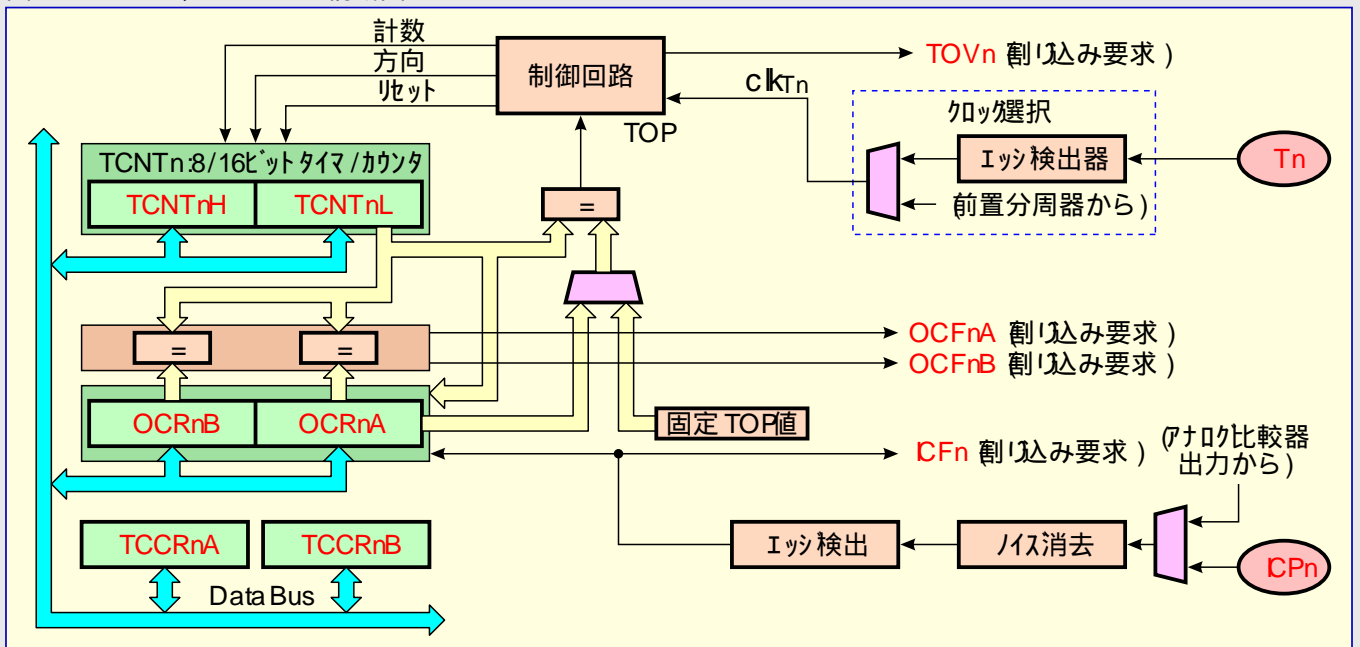 計数
方向
リセット
制御回路
TOVn (割り込み要求)
clkTn
TOP
クロック選択
エッジ検出器
Tn
(前置分周器から)
TCNTn:8/16ビットタイマ/カウンタ
TCNTnH
TCNTnL
=
=
=
OCFnA (割り込み要求)
OCFnB (割り込み要求)
OCRnB
OCRnA
固定TOP値
ICFn (割り込み要求)
(アナログ比較器
出力から)
TCCRnA
TCCRnB
エッジ検出
ノイズ消去
ICPn
Data Bus